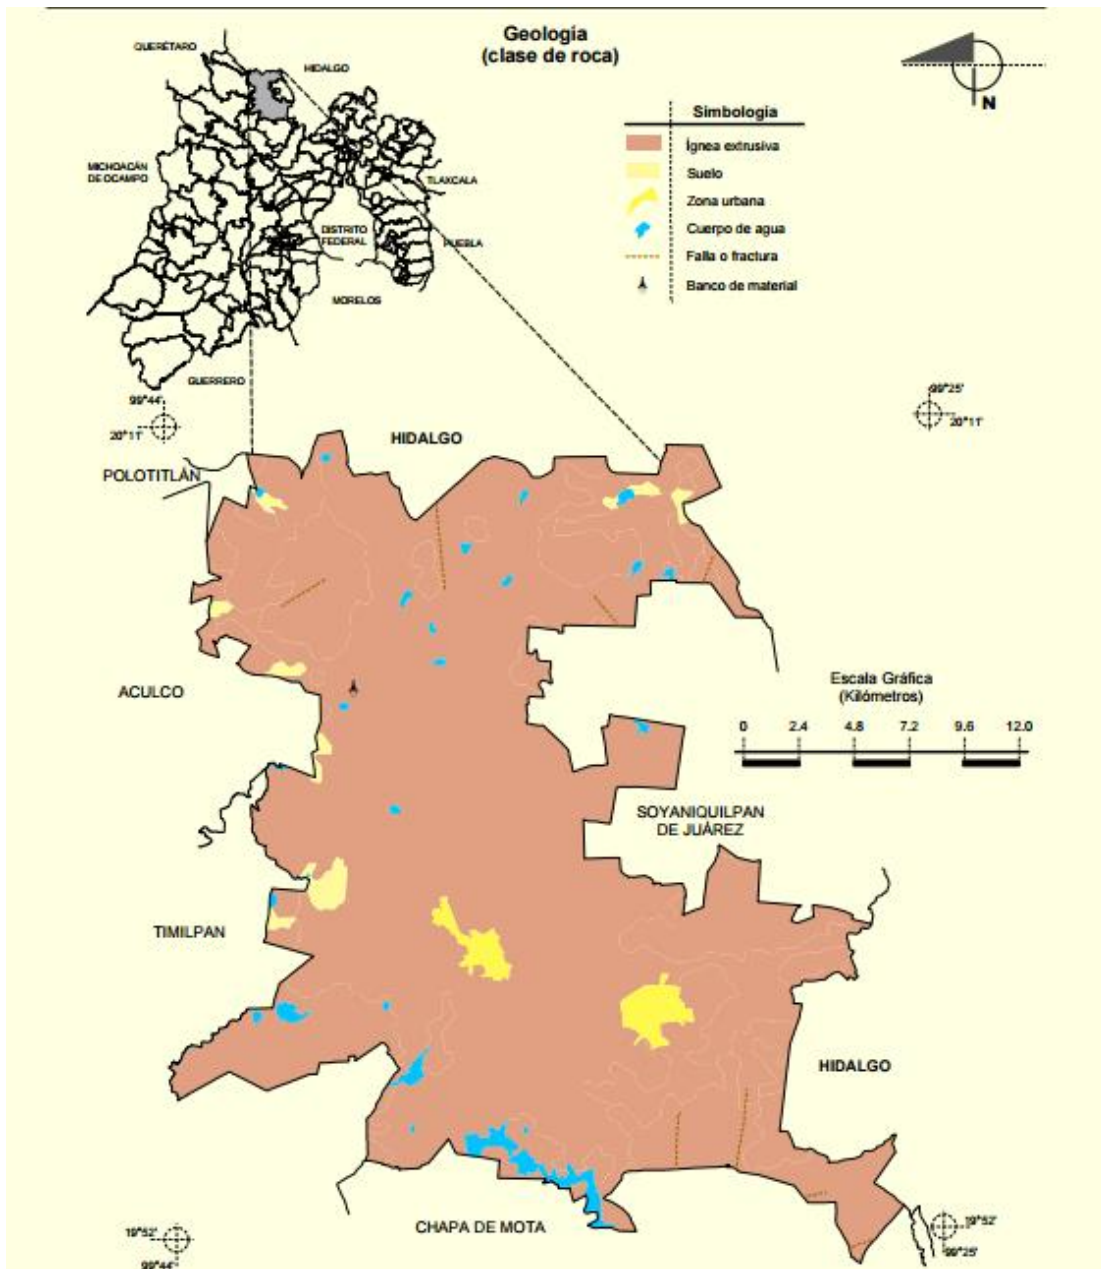 Geología
(clase de roca)
QUERÉTARO
HIDALGO
MICHOACÁN
DE OCAMPO
TLAXCALA
DISTRITO
FEDERAL
PUEBLA
MORELOS
GUERRERO
N
Simbología
Ígnea extrusiva
Suelo
Zona urbana
Cuerpo de agua
Falla o fractura
Banco de material
99°44'
20°11'
99°25'
20°11'
HIDALGO
POLOTITLÁN
ACULCO
Escala Gráfica
(Kilómetros)
0 2.4 4.8 7.2 9.6 12.0
SOYANIQUILPAN
DE JUÁREZ
TIMILPAN
HIDALGO
CHAPA DE MOTA
19°52'
99°44'
19°52'
99°25'